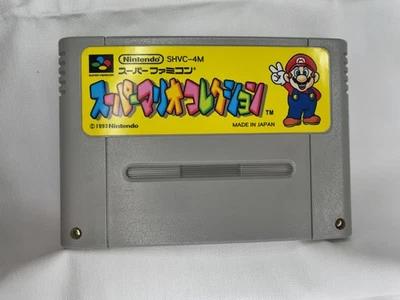 Nintendo SHVC-4M
スーパーファミコン
スーパーマリオコレクション
TM
© 1993 Nintendo
MADE IN JAPAN